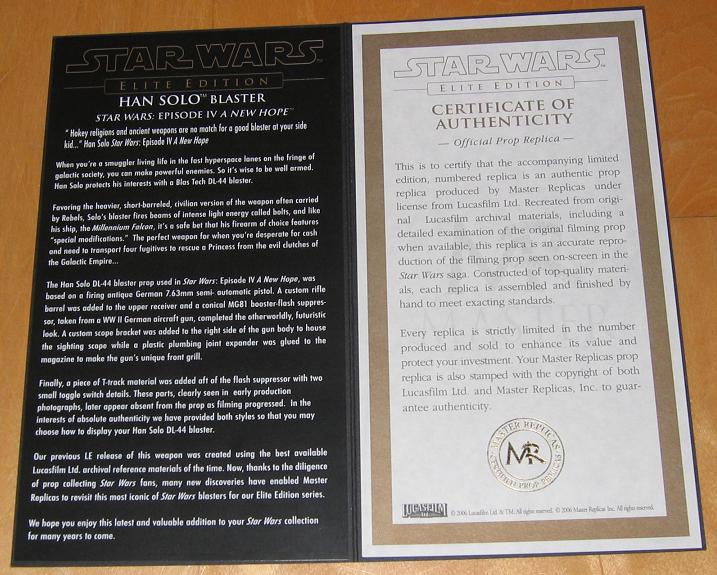 STAR WARS
ELITE EDITION
HAN SOLO™ BLASTER
STAR WARS: EPISODE IV A NEW HOPE™
" Hokey religions and ancient weapons are no match for a good blaster at your side
kid..." Han Solo Star Wars: Episode IV A New Hope
When you're a smuggler living life in the fast hyperspace lanes on the fringe of
galactic society, you can make powerful enemies. So it's wise to be well armed.
Han Solo protects his interests with a Blas Tech DL-44 blaster.
Favoring the heavier, short-barreled, civilian version of the weapon often carried
by Rebels, Solo's blaster fires beams of intense light energy called bolts, and like
his ship, the Millennium Falcon, it's a safe bet that his firearm of choice features
"special modifications." The perfect weapon for when you're desperate for cash
and need to transport four fugitives to rescue a Princess from the evil clutches of
the Galactic Empire...
The Han Solo DL-44 blaster prop used in Star Wars: Episode IV A New Hope, was
based on a firing antique German 7.63mm semi- automatic pistol. A custom rifle
barrel was added to the upper receiver and a conical MG81 booster-flash suppres-
sor, taken from a WW II German aircraft gun, completed the otherworldly, futuristic
look. A custom scope bracket was added to the right side of the gun body to house
the sighting scope while a plastic plumbing joint expander was glued to the
magazine to make the gun's unique front grill.
Finally, a piece of T-track material was added aft of the flash suppressor with two
small toggle switch details. These parts, clearly seen in early production
photographs, later appear absent from the prop as filming progressed. In the
interests of absolute authenticity we have provided both styles so that you may
choose how to display your Han Solo DL-44 blaster.
Our previous LE release of this weapon was created using the best available
Lucasfilm Ltd. archival reference materials of the time. Now, thanks to the diligence
of prop collecting Star Wars fans, many new discoveries have enabled Master
Replicas to revisit this most iconic of Star Wars blasters for our Elite Edition series.
We hope you enjoy this latest and valuable addition to your Star Wars collection
for many years to come.
STAR WARS
ELITE EDITION
CERTIFICATE OF
AUTHENTICITY
— Official Prop Replica —
This is to certify that the accompanying limited
edition, numbered replica is an authentic prop
replica produced by Master Replicas under
license from Lucasfilm Ltd. Recreated from origi-
nal Lucasfilm archival materials, including a
detailed examination of the original filming prop
when available, this replica is an accurate repro-
duction of the filming prop seen on-screen in the
Star Wars saga. Constructed of top-quality materi-
als, each replica is assembled and finished by
hand to meet exacting standards.
Every replica is strictly limited in the number
produced and sold to enhance its value and
protect your investment. Your Master Replicas prop
replica is also stamped with the copyright of both
Lucasfilm Ltd. and Master Replicas, Inc. to guar-
antee authenticity.
MASTER REPLICAS
MR
CERTIFIED PROP REPLICAS
LUCASFILM Ltd. © 2006 Lucasfilm Ltd. & TM. All rights reserved. © 2006 Master Replicas Inc. All rights reserved.